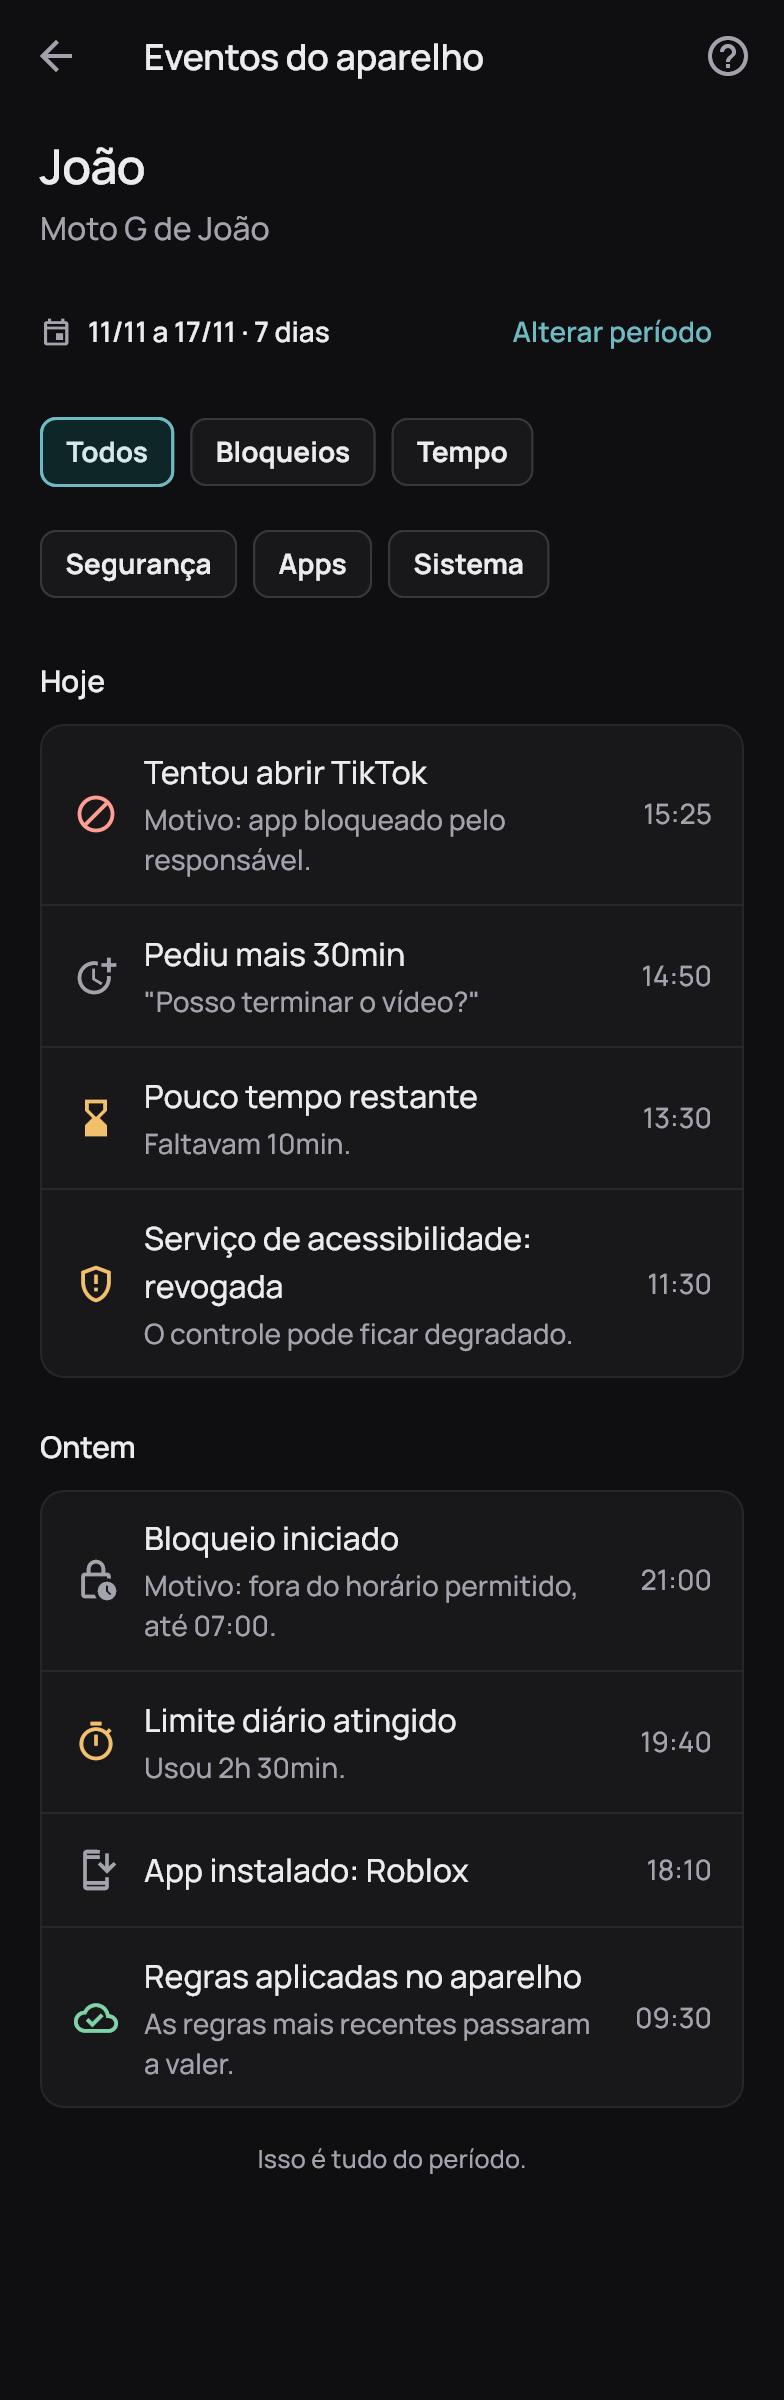 Eventos do aparelho
João
Moto G de João
11/11 a 17/11 · 7 dias
Alterar período
Todos
Bloqueios
Tempo
Segurança
Apps
Sistema
Hoje
Tentou abrir TikTok
Motivo: app bloqueado pelo
responsável.
15:25
Pediu mais 30min
"Posso terminar o vídeo?"
14:50
Pouco tempo restante
Faltavam 10min.
13:30
Serviço de acessibilidade:
revogada
O controle pode ficar degradado.
11:30
Ontem
Bloqueio iniciado
Motivo: fora do horário permitido,
até 07:00.
21:00
Limite diário atingido
Usou 2h 30min.
19:40
App instalado: Roblox
18:10
Regras aplicadas no aparelho
As regras mais recentes passaram
a valer.
09:30
Isso é tudo do período.